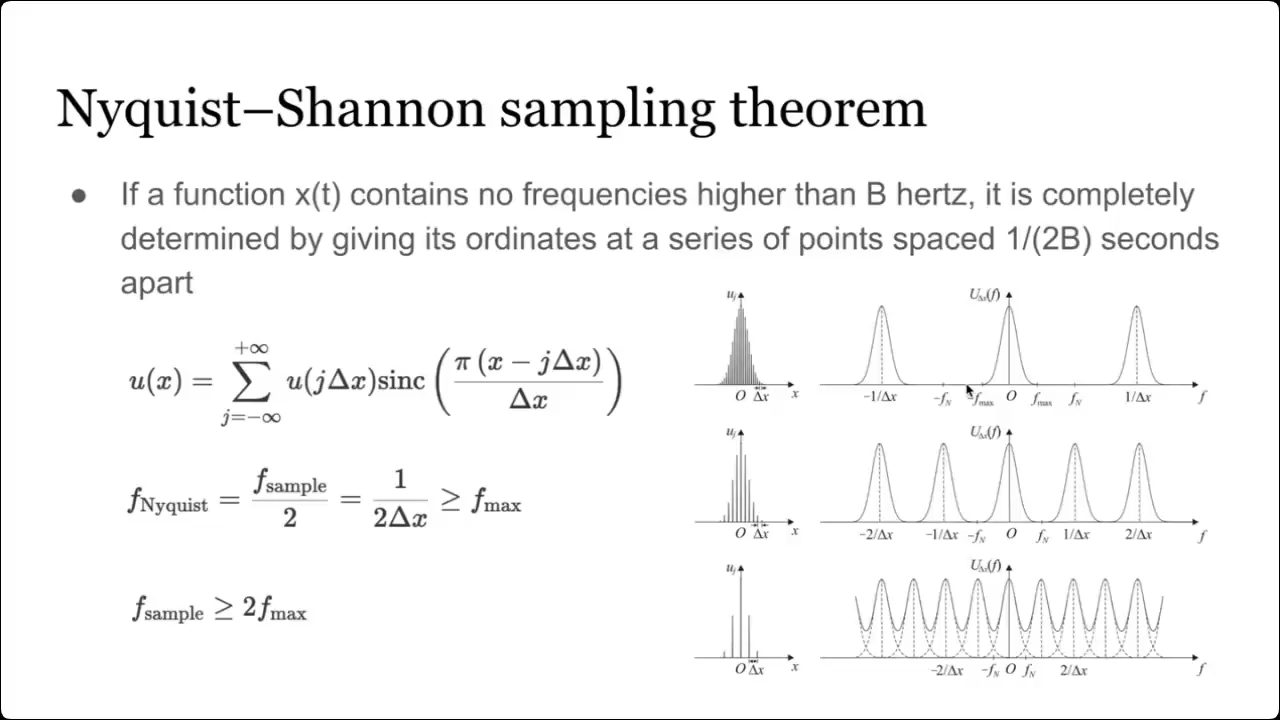 Nyquist–Shannon sampling theorem
● If a function x(t) contains no frequencies higher than B hertz, it is completely
determined by giving its ordinates at a series of points spaced 1/(2B) seconds
apart
u(x) = \sum_{j=-∞}^{+∞} u(jΔx)sinc(π (x − jΔx) / Δx)
f_Nyquist = f_sample / 2 = 1 / 2Δx ≥ f_max
f_sample ≥ 2f_max
u_j
O Δx x
U_Δx(f)
−1/Δx −f_N −f_max O f_max f_N 1/Δx f
u_j
O Δx x
U_Δx(f)
−2/Δx −1/Δx −f_N O f_N 1/Δx 2/Δx f
u_j
O Δx x
U_Δx(f)
−2/Δx −f_N O f_N 2/Δx f